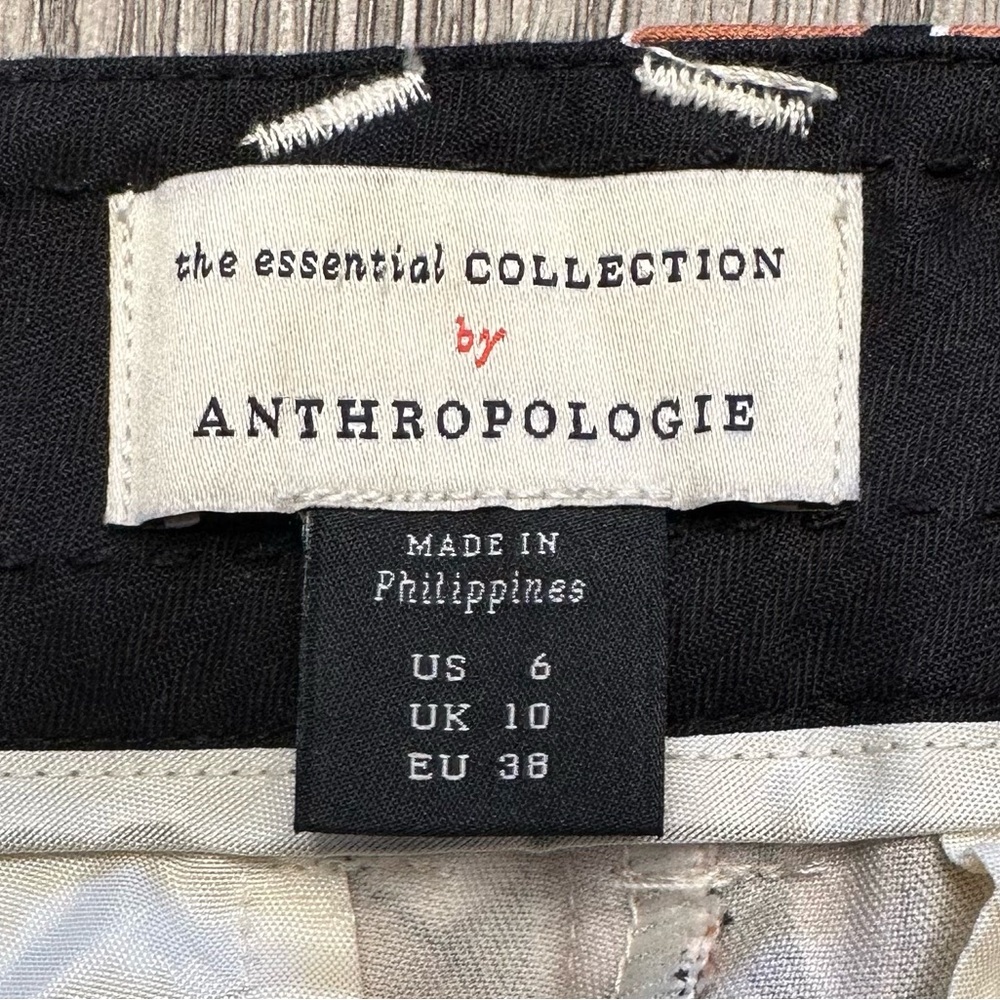 the essential COLLECTION
by
ANTHROPOLOGIE
MADE IN
Philippines
US 6
UK 10
EU 38